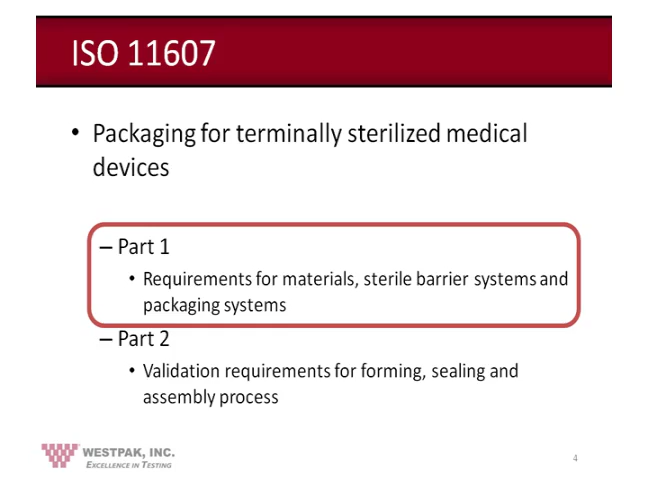 ISO 11607
• Packaging for terminally sterilized medical
devices
– Part 1
• Requirements for materials, sterile barrier systems and
packaging systems
– Part 2
• Validation requirements for forming, sealing and
assembly process
WESTPAK, INC.
EXCELLENCE IN TESTING
4